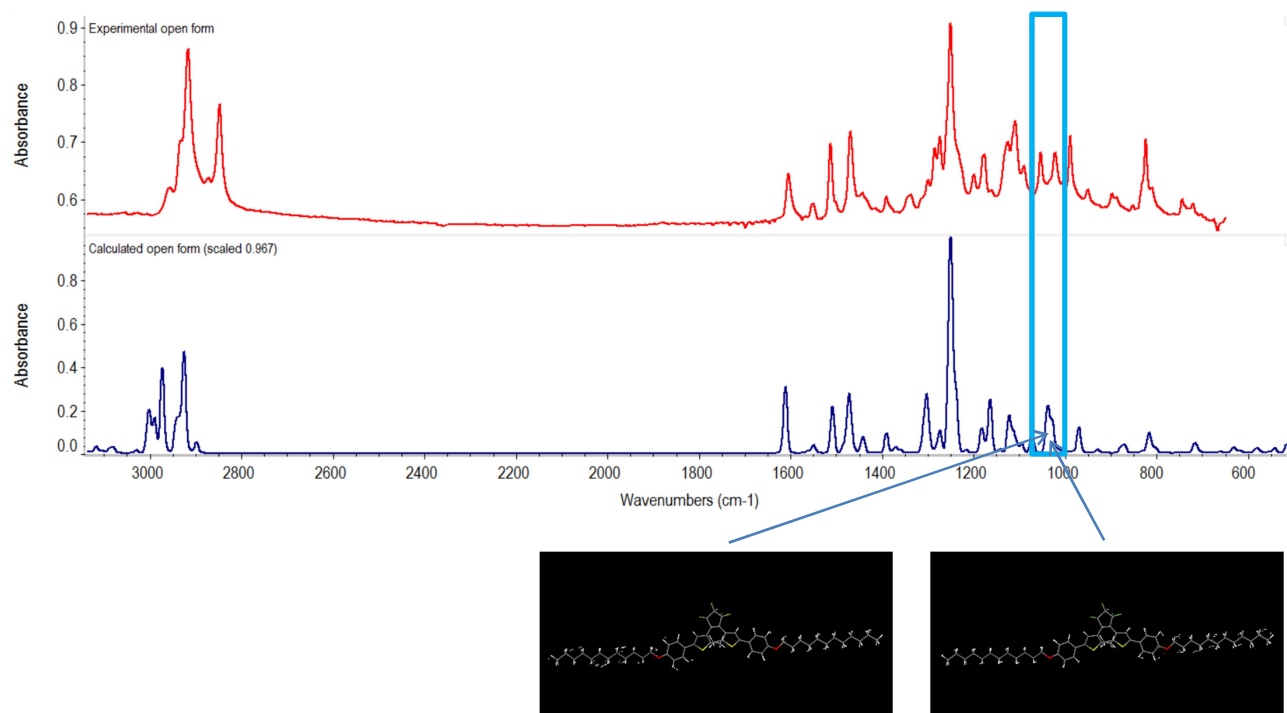 Experimental open form
0.9
0.8
0.7
0.6
Absorbance
Calculated open form (scaled 0.967)
0.8
0.6
0.4
0.2
0.0
Absorbance
3000 2800 2600 2400 2200 2000 1800 1600 1400 1200 1000 800 600
Wavenumbers (cm-1)